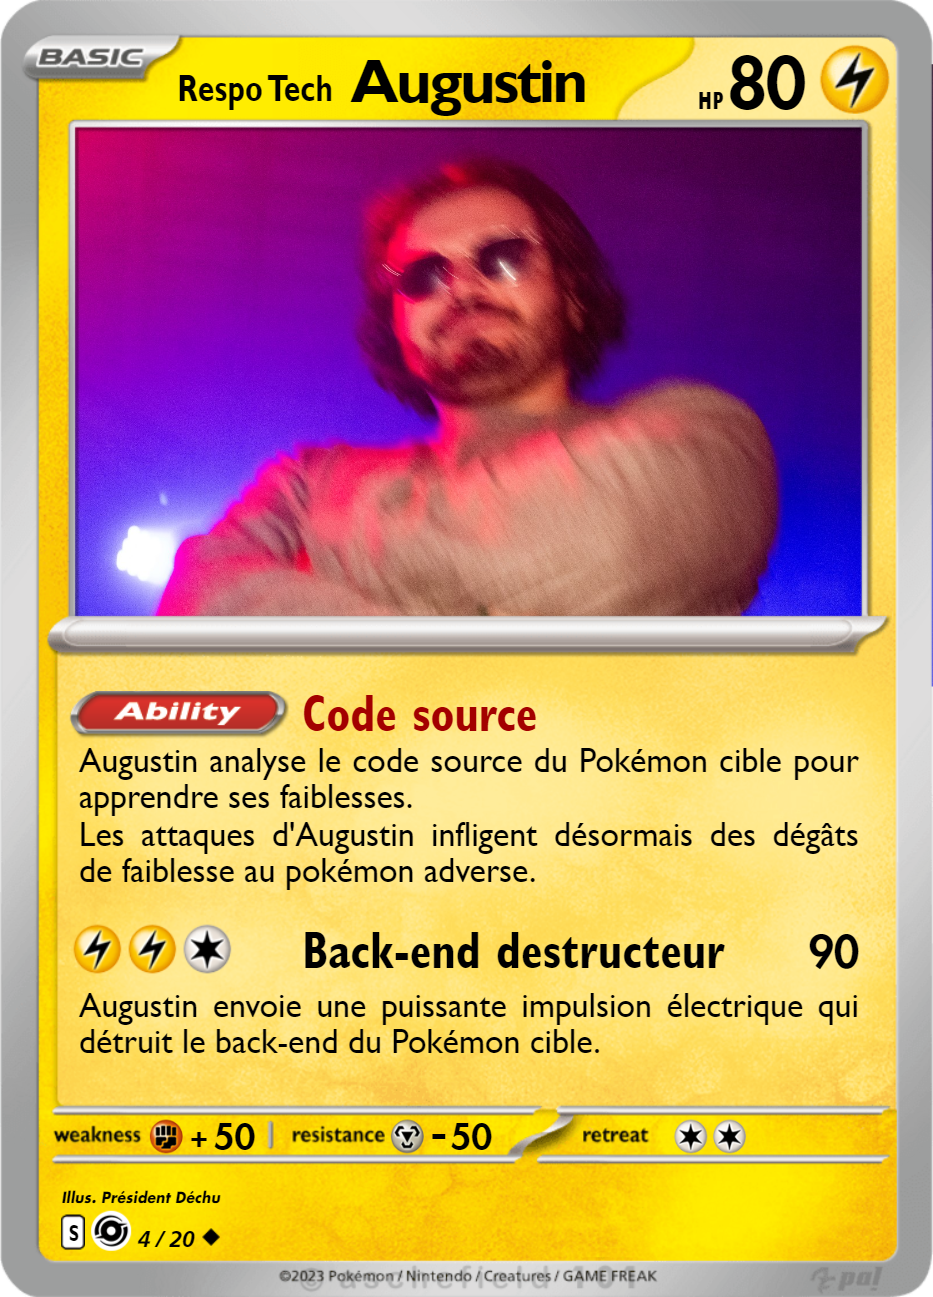 BASIC
Respo Tech Augustin HP 80
Ability Code source
Augustin analyse le code source du Pokémon cible pour
apprendre ses faiblesses.
Les attaques d'Augustin infligent désormais des dégâts
de faiblesse au pokémon adverse.
Back-end destructeur 90
Augustin envoie une puissante impulsion électrique qui
détruit le back-end du Pokémon cible.
weakness + 50 resistance - 50 retreat
Illus. Président Déchu
S 4 / 20
©2023 Pokémon / Nintendo / Creatures / GAME FREAK